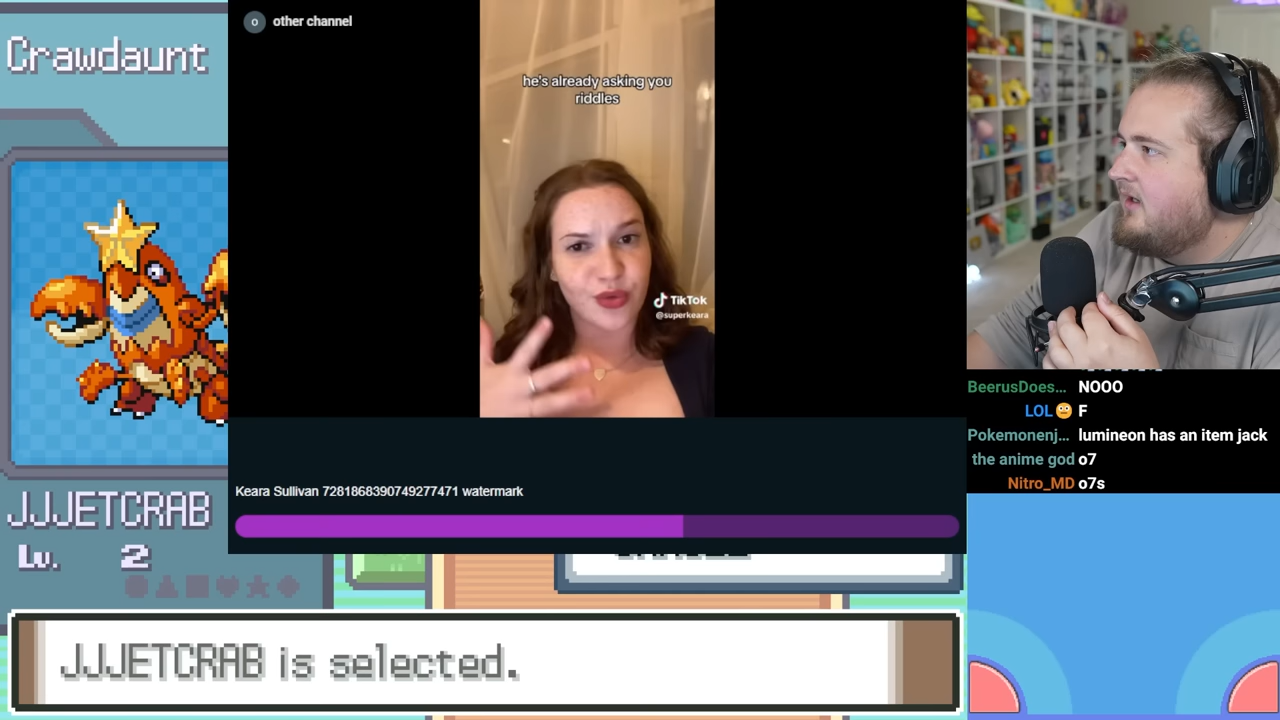 Crawdaunt
o other channel
he's already asking you
riddles
TikTok
@superkeara
BeerusDoes... NOOO
LOL F
Pokemonenj... lumineon has an item jack
the anime god o7
Nitro_MD o7s
Keara Sullivan 7281868390749277471 watermark
JJJETCRAB
Lv. 2
JJJETCRAB is selected.